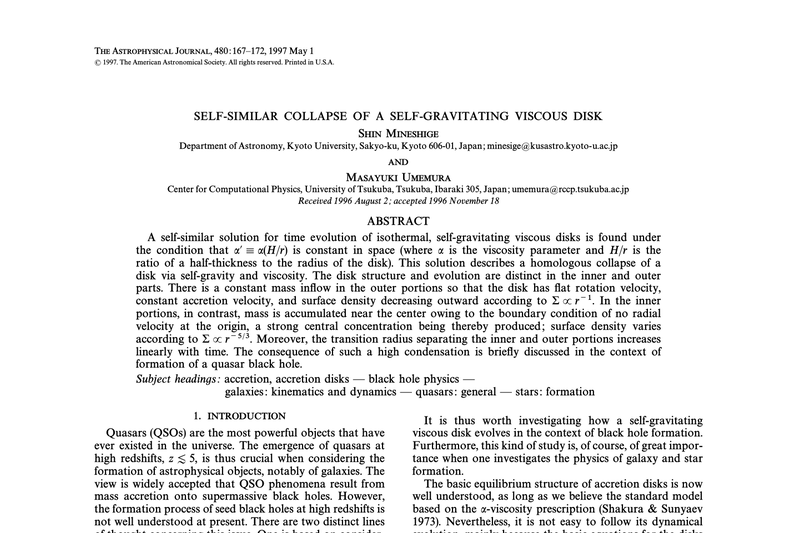 THE ASTROPHYSICAL JOURNAL, 480:167–172, 1997 May 1
© 1997. The American Astronomical Society. All rights reserved. Printed in U.S.A.
SELF-SIMILAR COLLAPSE OF A SELF-GRAVITATING VISCOUS DISK
SHIN MINESHIGE
Department of Astronomy, Kyoto University, Sakyo-ku, Kyoto 606-01, Japan; minesige@kusastro.kyoto-u.ac.jp
AND
MASAYUKI UMEMURA
Center for Computational Physics, University of Tsukuba, Tsukuba, Ibaraki 305, Japan; umemura@rccp.tsukuba.ac.jp
Received 1996 August 2; accepted 1996 November 18
ABSTRACT
A self-similar solution for time evolution of isothermal, self-gravitating viscous disks is found under
the condition that α′ ≡ α(H/r) is constant in space (where α is the viscosity parameter and H/r is the
ratio of a half-thickness to the radius of the disk). This solution describes a homologous collapse of a
disk via self-gravity and viscosity. The disk structure and evolution are distinct in the inner and outer
parts. There is a constant mass inflow in the outer portions so that the disk has flat rotation velocity,
constant accretion velocity, and surface density decreasing outward according to Σ ∝ r⁻¹. In the inner
portions, in contrast, mass is accumulated near the center owing to the boundary condition of no radial
velocity at the origin, a strong central concentration being thereby produced; surface density varies
according to Σ ∝ r⁻⁵/³. Moreover, the transition radius separating the inner and outer portions increases
linearly with time. The consequence of such a high condensation is briefly discussed in the context of
formation of a quasar black hole.
Subject headings: accretion, accretion disks — black hole physics —
galaxies: kinematics and dynamics — quasars: general — stars: formation
1. INTRODUCTION
Quasars (QSOs) are the most powerful objects that have
ever existed in the universe. The emergence of quasars at
high redshifts, z ≲ 5, is thus crucial when considering the
formation of astrophysical objects, notably of galaxies. The
view is widely accepted that QSO phenomena result from
mass accretion onto supermassive black holes. However,
the formation process of seed black holes at high redshifts is
not well understood at present. There are two distinct lines
of thought concerning this issue. One is based on consider-
It is thus worth investigating how a self-gravitating
viscous disk evolves in the context of black hole formation.
Furthermore, this kind of study is, of course, of great impor-
tance when one investigates the physics of galaxy and star
formation.
The basic equilibrium structure of accretion disks is now
well understood, as long as we believe the standard model
based on the α-viscosity prescription (Shakura & Sunyaev
1973). Nevertheless, it is not easy to follow its dynamical
evolution, mainly because the basic equations for the disks